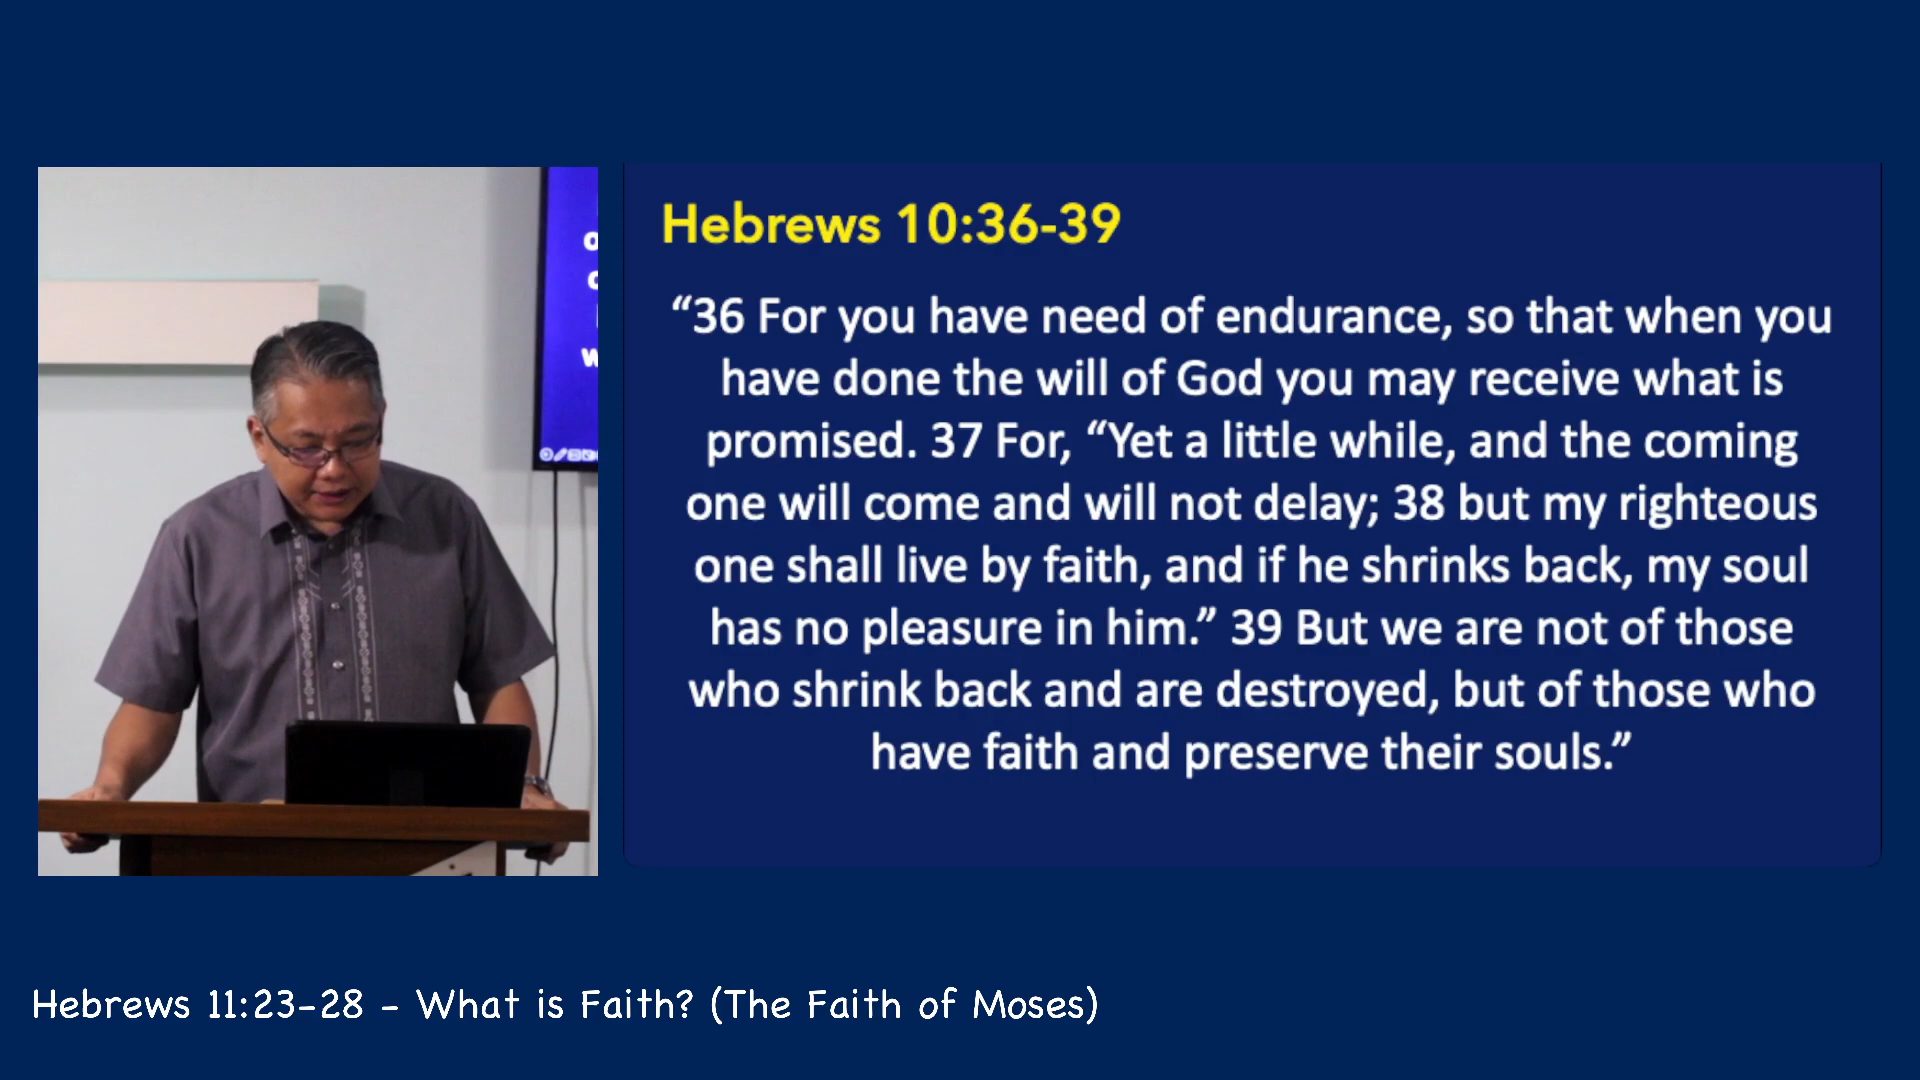 Hebrews 10:36-39
“36 For you have need of endurance, so that when you
have done the will of God you may receive what is
promised. 37 For, “Yet a little while, and the coming
one will come and will not delay; 38 but my righteous
one shall live by faith, and if he shrinks back, my soul
has no pleasure in him.” 39 But we are not of those
who shrink back and are destroyed, but of those who
have faith and preserve their souls.”
Hebrews 11:23-28 - What is Faith? (The Faith of Moses)